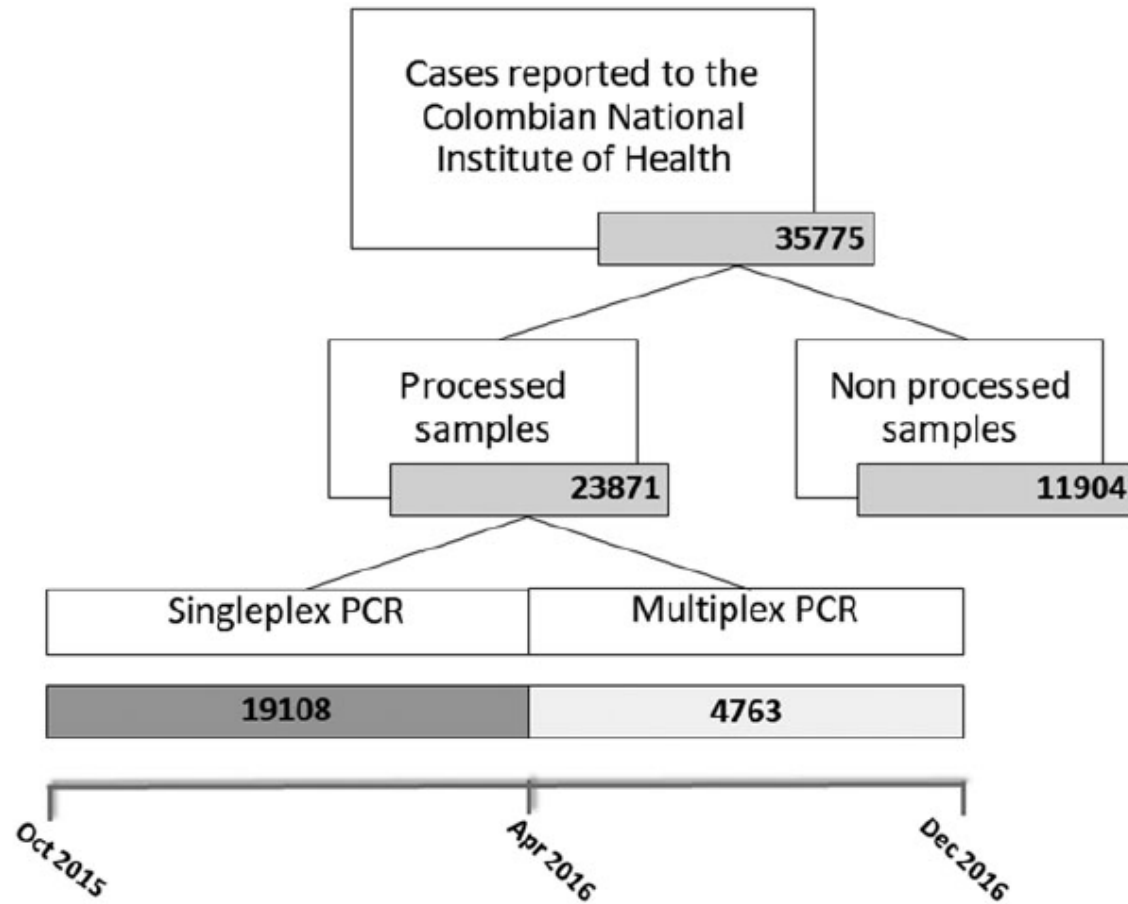 Cases reported to the
Colombian National
Institute of Health
35775
Processed
samples
23871
Non processed
samples
11904
Singleplex PCR
Multiplex PCR
19108
4763
Oct 2015
Apr 2016
Dec 2016